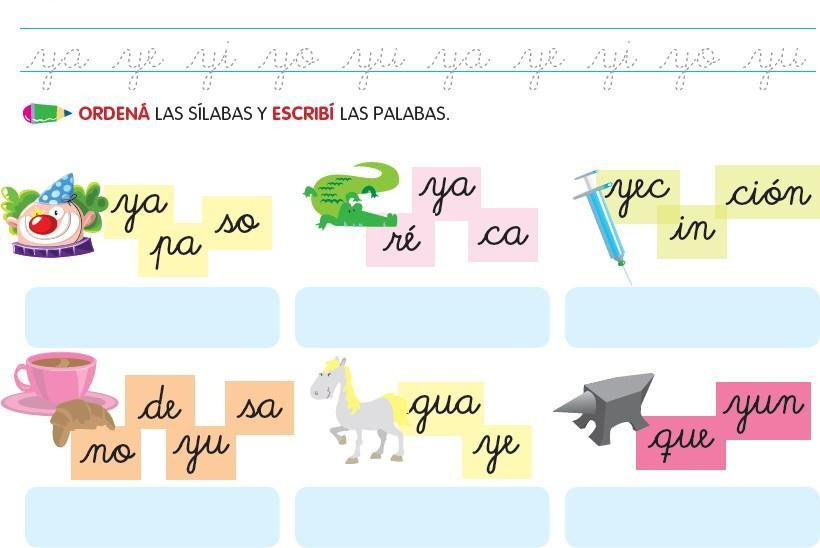 ya ye yi yo yu ya ye yi yo yu
ORDENÁ LAS SÍLABAS Y ESCRIBÍ LAS PALABAS.
ya pa so
ya ré ca
yec in ción
no de yu sa
gua ye
que yun